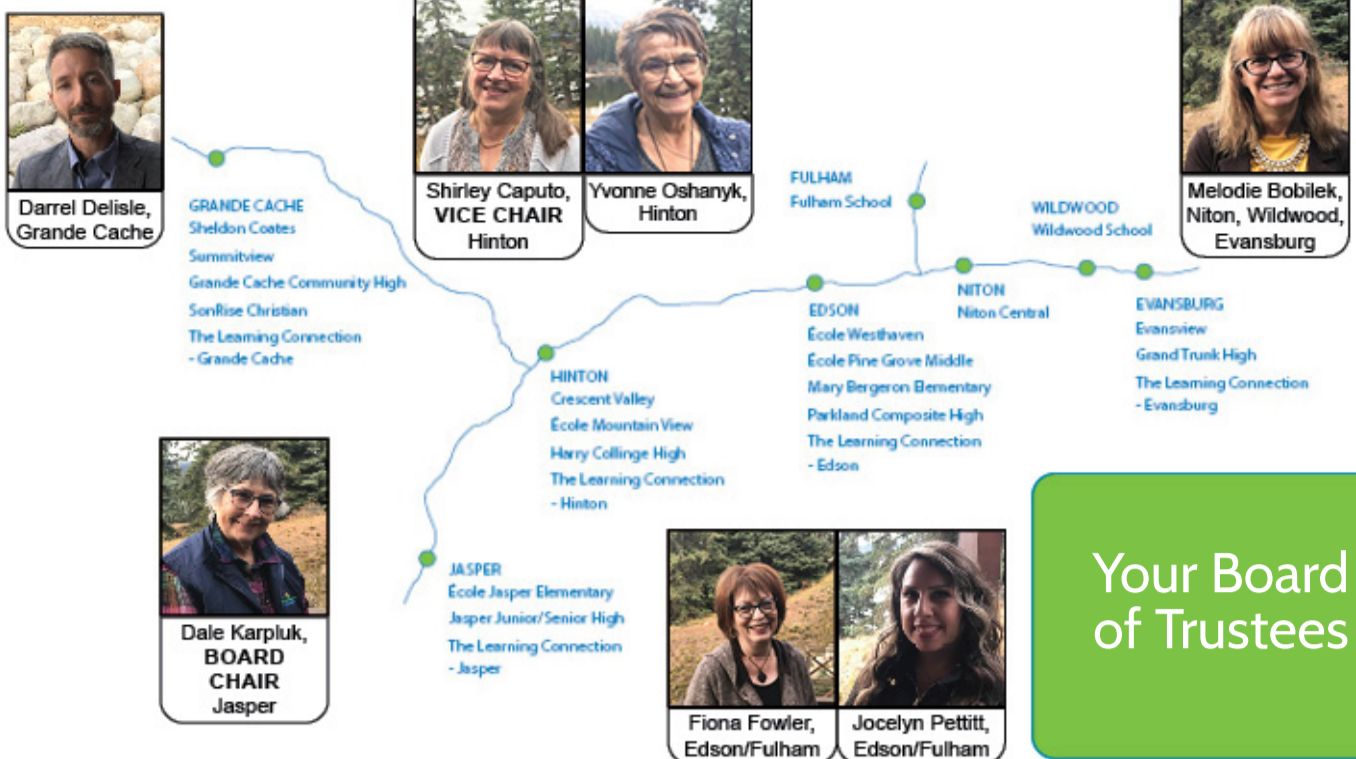 Darrel Delisle,
Grande Cache
Shirley Caputo,
VICE CHAIR
Hinton
Yvonne Oshanyk,
Hinton
Melodie Bobilek,
Niton, Wildwood,
Evansburg
GRANDE CACHE
Sheldon Coates
Summitview
Grande Cache Community High
SonRise Christian
The Learning Connection
- Grande Cache
FULHAM
Fulham School
WILDWOOD
Wildwood School
NITON
Niton Central
EVANSBURG
Evansview
Grand Trunk High
The Learning Connection
- Evansburg
EDSON
École Westhaven
École Pine Grove Middle
Mary Bergeron Elementary
Parkland Composite High
The Learning Connection
- Edson
HINTON
Crescent Valley
École Mountain View
Harry Collinge High
The Learning Connection
- Hinton
JASPER
École Jasper Elementary
Jasper Junior/Senior High
The Learning Connection
- Jasper
Dale Karpluk,
BOARD
CHAIR
Jasper
Fiona Fowler,
Edson/Fulham
Jocelyn Pettitt,
Edson/Fulham
Your Board
of Trustees